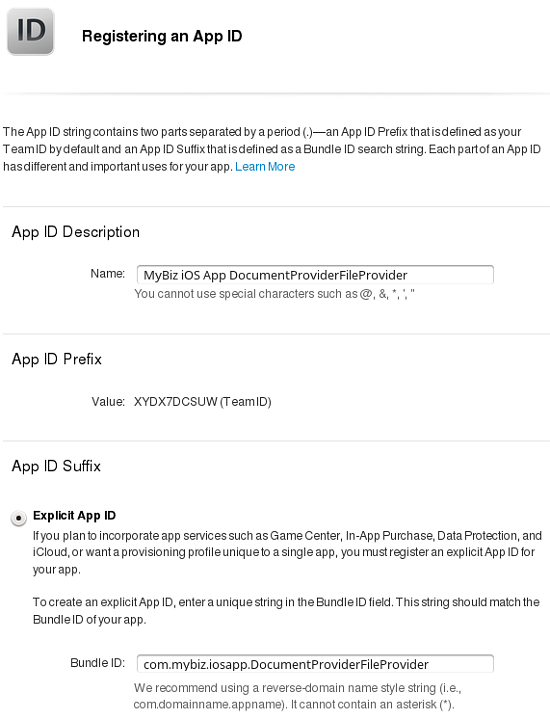 ID
Registering an App ID
The App ID string contains two parts separated by a period (.)—an App ID Prefix that is defined as your
Team ID by default and an App ID Suffix that is defined as a Bundle ID search string. Each part of an App ID
has different and important uses for your app. Learn More
App ID Description
Name: MyBiz iOS App DocumentProviderFileProvider
You cannot use special characters such as @, &, *, ', "
App ID Prefix
Value: XYDX7DCSUW (Team ID)
App ID Suffix
Explicit App ID
If you plan to incorporate app services such as Game Center, In-App Purchase, Data Protection, and
iCloud, or want a provisioning profile unique to a single app, you must register an explicit App ID for
your app.
To create an explicit App ID, enter a unique string in the Bundle ID field. This string should match the
Bundle ID of your app.
Bundle ID: com.mybiz.iosapp.DocumentProviderFileProvider
We recommend using a reverse-domain name style string (i.e.,
com.domainname.appname). It cannot contain an asterisk (*).